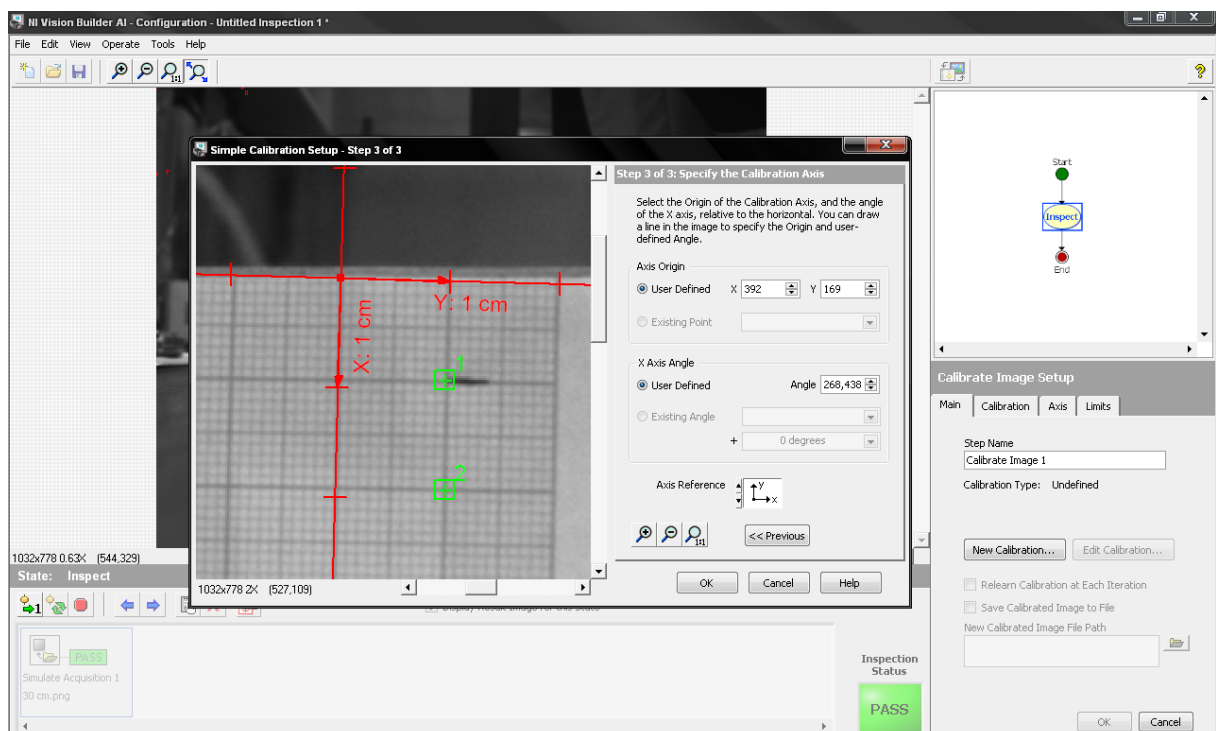 NI Vision Builder AI - Configuration - Untitled Inspection 1 *
File Edit View Operate Tools Help
1:1
Simple Calibration Setup - Step 3 of 3
Y: 1 cm
X: 1 cm
1
2
1032x778 2X (527,109)
Step 3 of 3: Specify the Calibration Axis
Select the Origin of the Calibration Axis, and the angle
of the X axis, relative to the horizontal. You can draw
a line in the image to specify the Origin and user-
defined Angle.
Axis Origin
User Defined X 392 Y 169
Existing Point
X Axis Angle
User Defined Angle 268,438
Existing Angle
+ 0 degrees
Axis Reference y x
1:1 << Previous
OK Cancel Help
1032x778 0.63X (544,329)
State: Inspect
1
Display Result Image for this State
PASS
Simulate Acquisition 1
30 cm.png
Inspection
Status
PASS
Start
Inspect
End
Calibrate Image Setup
Main Calibration Axis Limits
Step Name
Calibrate Image 1
Calibration Type: Undefined
New Calibration... Edit Calibration...
Relearn Calibration at Each Iteration
Save Calibrated Image to File
New Calibrated Image File Path
OK Cancel